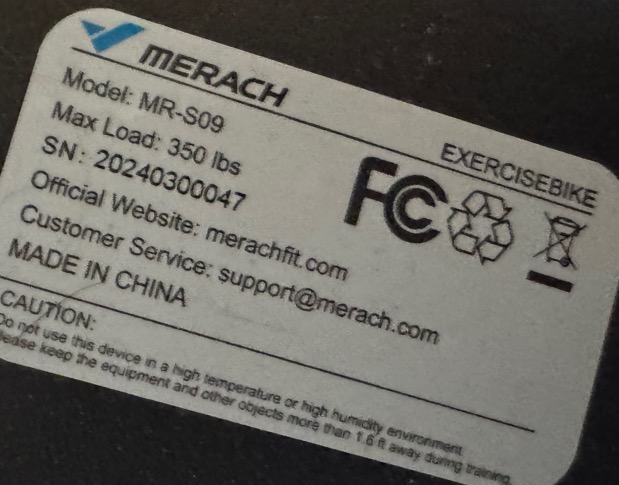 MERACH
EXERCISEBIKE
Model: MR-S09
Max Load: 350 lbs
SN: 20240300047
Official Website: merachfit.com
Customer Service: support@merach.com
MADE IN CHINA
FC
CAUTION:
Do not use this device in a high temperature or high humidity environment.
Please keep the equipment and other objects more than 1.6 ft away during training.